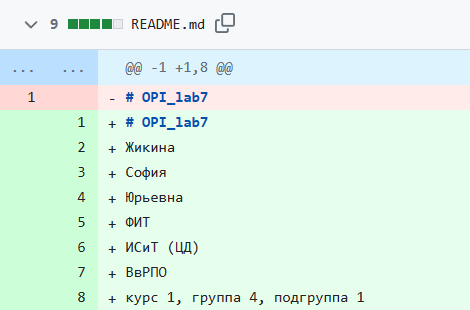 9 README.md
... ... @@ -1 +1,8 @@
1 - # OPI_lab7
1 + # OPI_lab7
2 + Жикина
3 + София
4 + Юрьевна
5 + ФИТ
6 + ИСиТ (ЦД)
7 + ВвРПО
8 + курс 1, группа 4, подгруппа 1